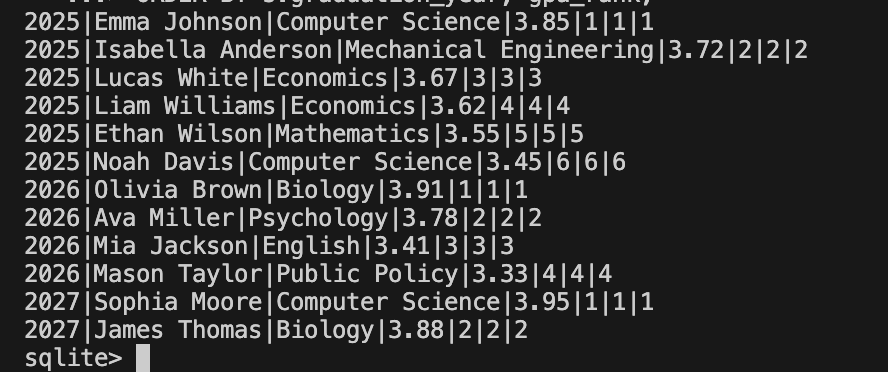 2025|Emma Johnson|Computer Science|3.85|1|1|1
2025|Isabella Anderson|Mechanical Engineering|3.72|2|2|2
2025|Lucas White|Economics|3.67|3|3|3
2025|Liam Williams|Economics|3.62|4|4|4
2025|Ethan Wilson|Mathematics|3.55|5|5|5
2025|Noah Davis|Computer Science|3.45|6|6|6
2026|Olivia Brown|Biology|3.91|1|1|1
2026|Ava Miller|Psychology|3.78|2|2|2
2026|Mia Jackson|English|3.41|3|3|3
2026|Mason Taylor|Public Policy|3.33|4|4|4
2027|Sophia Moore|Computer Science|3.95|1|1|1
2027|James Thomas|Biology|3.88|2|2|2
sqlite>